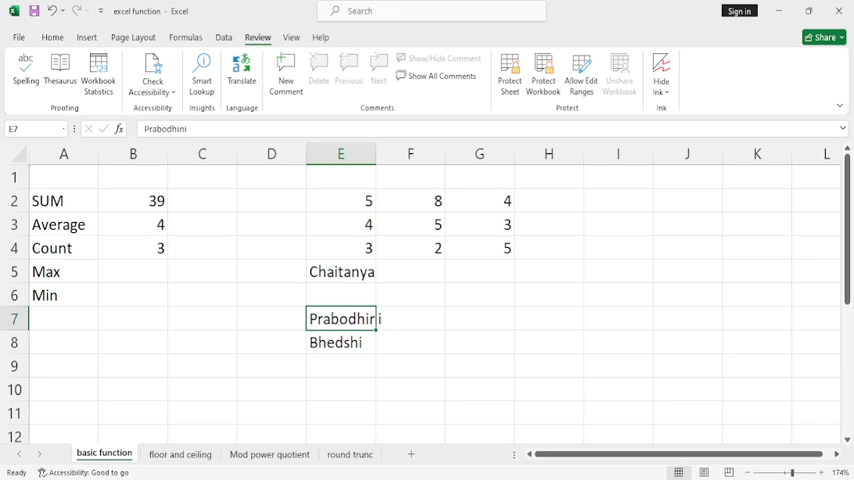 excel function - Excel
Search
Sign in
File Home Insert Page Layout Formulas Data Review View Help
Share
abc
Spelling Thesaurus Workbook Statistics
Check Accessibility
Smart Lookup
Translate
New Comment Delete Previous Next
Show/Hide Comment
Show All Comments
Protect Sheet Protect Workbook Allow Edit Ranges Unshare Workbook
Hide Ink
Proofing Accessibility Insights Language Comments Protect Ink
E7 fx Prabodhini
A B C D E F G H I J K L
1
2 SUM 39 5 8 4
3 Average 4 4 5 3
4 Count 3 3 2 5
5 Max Chaitanya
6 Min
7 Prabodhini
8 Bhedshi
9
10
11
12
basic function floor and ceiling Mod power quotient round trunc
Ready Accessibility: Good to go 174%